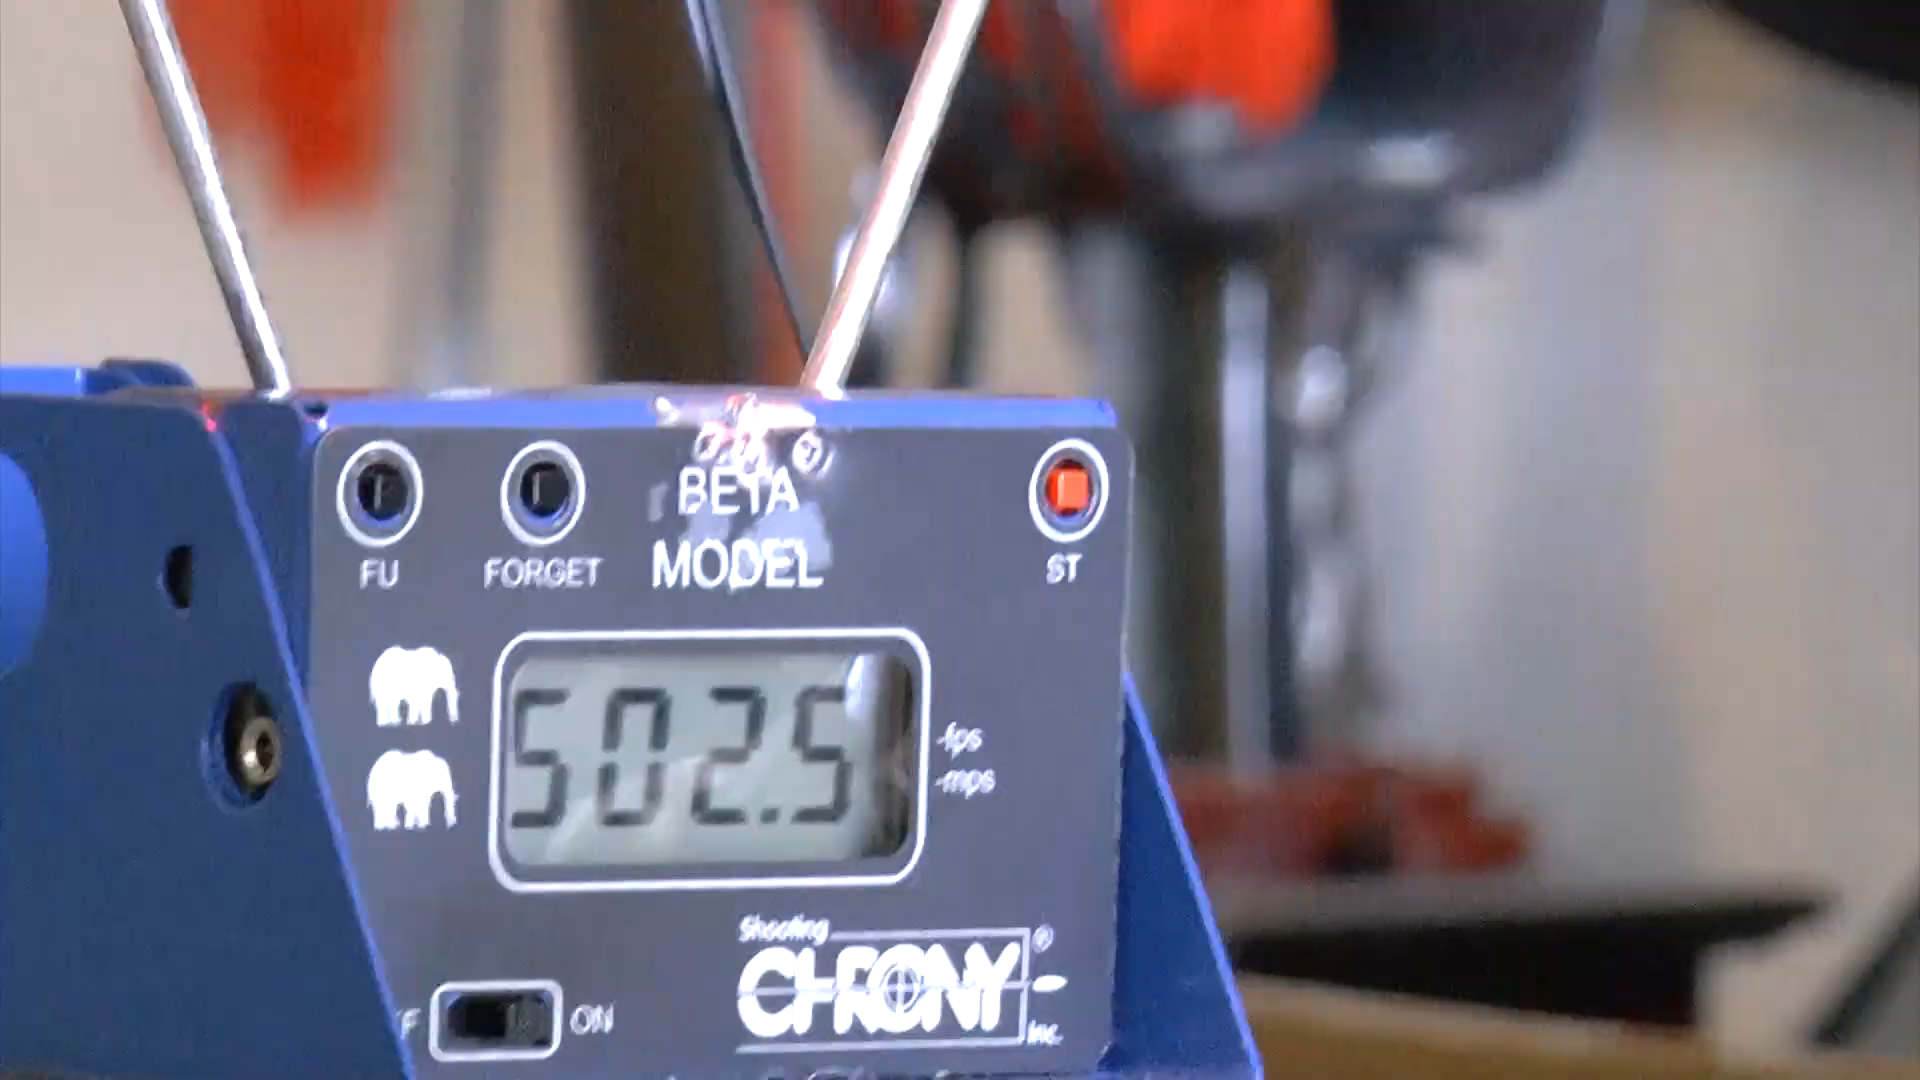 BETA
MODEL
FU
FORGET
ST
502.5
-fps
-mps
Shooting
CHRONY ®
Inc.
F
ON